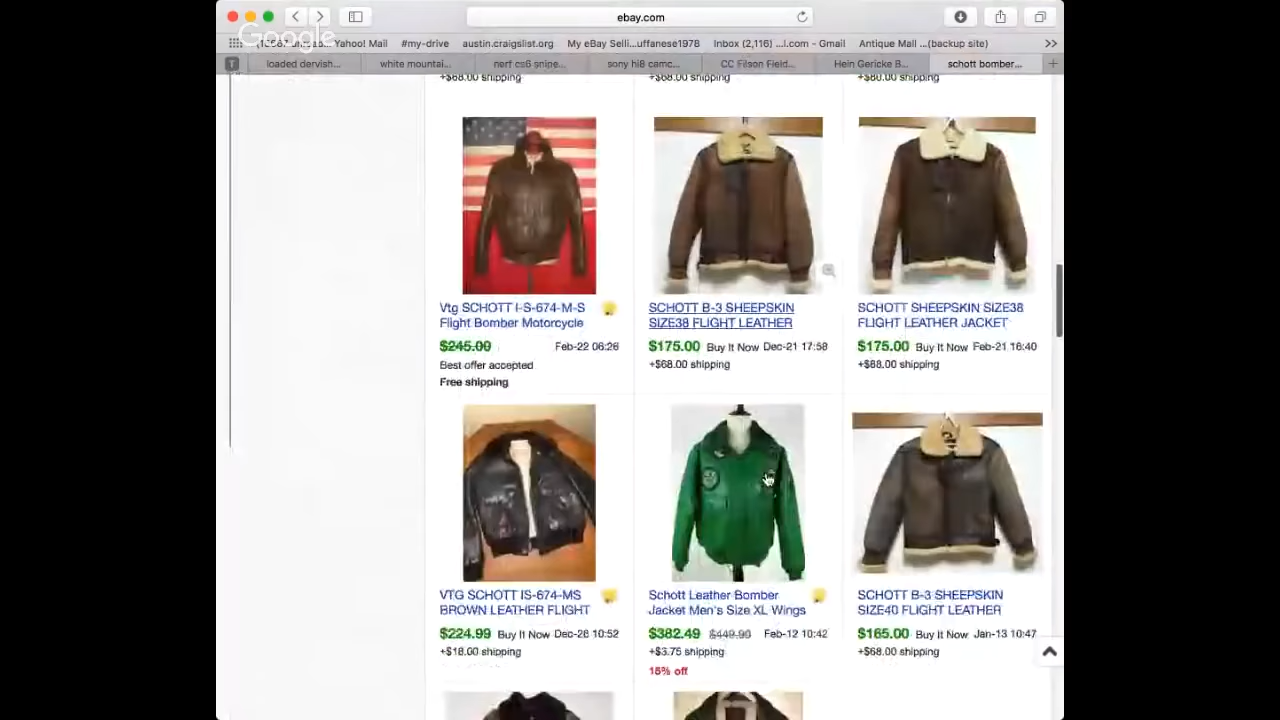 ebay.com
Google
Yahoo! Mail
#my-drive
austin.craigslist.org
My eBay Selli...uffanese1978
Inbox (2,116) ...l.com - Gmail
Antique Mall ...(backup site)
T
loaded dervish...
white mountai...
nerf cs6 snipe...
sony hi8 camc...
CC Filson Field...
Hein Gericke B...
schott bomber...
+$68.00 shipping
+$68.00 shipping
+$80.00 shipping
Vtg SCHOTT I-S-674-M-S
Flight Bomber Motorcycle
$245.00 Feb-22 06:26
Best offer accepted
Free shipping
SCHOTT B-3 SHEEPSKIN
SIZE38 FLIGHT LEATHER
$175.00 Buy It Now Dec-21 17:58
+$68.00 shipping
SCHOTT SHEEPSKIN SIZE38
FLIGHT LEATHER JACKET
$175.00 Buy It Now Feb-21 16:40
+$88.00 shipping
VTG SCHOTT IS-674-MS
BROWN LEATHER FLIGHT
$224.99 Buy It Now Dec-28 10:52
+$18.00 shipping
Schott Leather Bomber
Jacket Men's Size XL Wings
$382.49 $449.99 Feb-12 10:42
+$3.75 shipping
15% off
SCHOTT B-3 SHEEPSKIN
SIZE40 FLIGHT LEATHER
$165.00 Buy It Now Jan-13 10:47
+$68.00 shipping